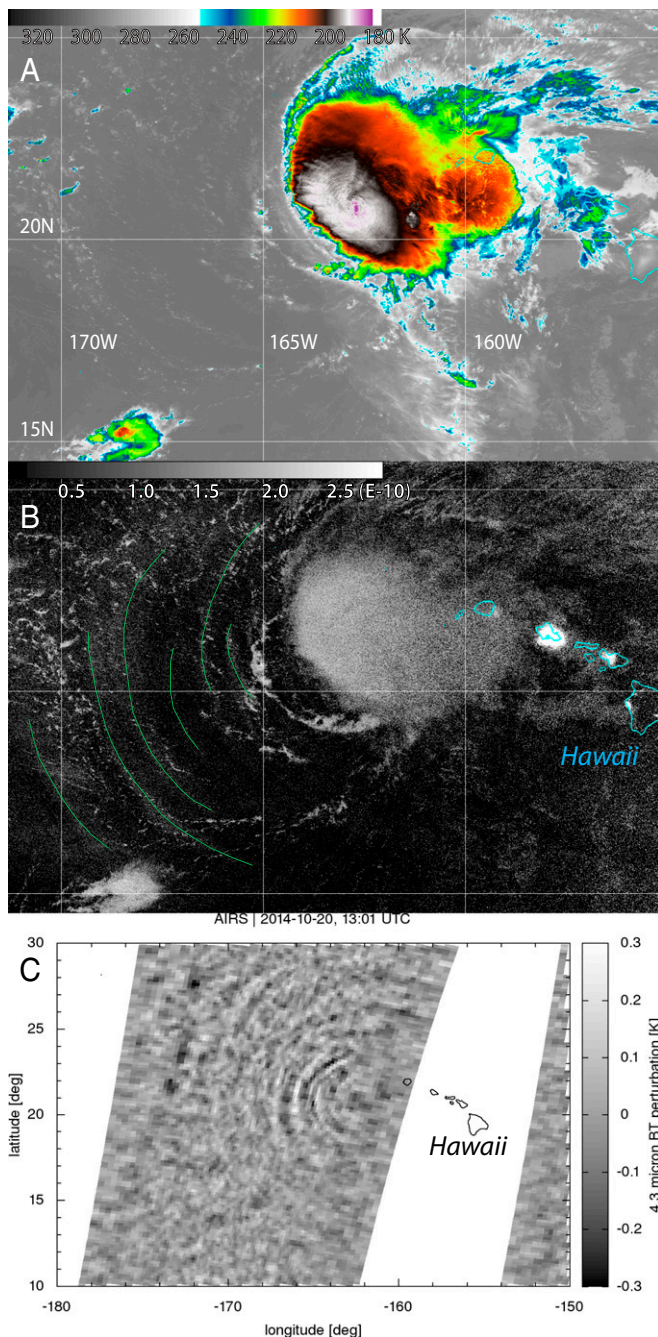 320 300 280 260 240 220 200 180 K
A
20N
170W 165W 160W
15N
0.5 1.0 1.5 2.0 2.5 (E-10)
B
Hawaii
AIRS | 2014-10-20, 13:01 UTC
30
25
20
15
10
latitude [deg]
C
Hawaii
-180 -170 -160 -150
longitude [deg]
0.3
0.2
0.1
0
-0.1
-0.2
-0.3
4.3 micron BT perturbation [K]